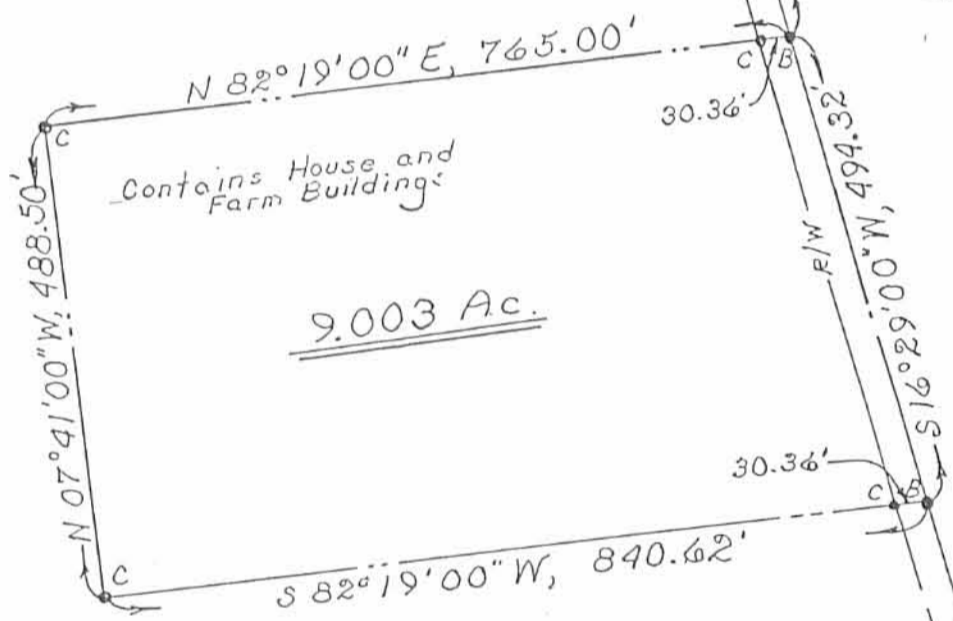 N 82°19'00" E, 765.00'
C
B
30.36'
C
Contains House and
Farm Buildings
N 07°41'00" W, 488.50'
9.003 Ac.
R/W
S 16°29'00" W, 494.32'
30.36'
C
B
C
S 82°19'00" W, 840.62'